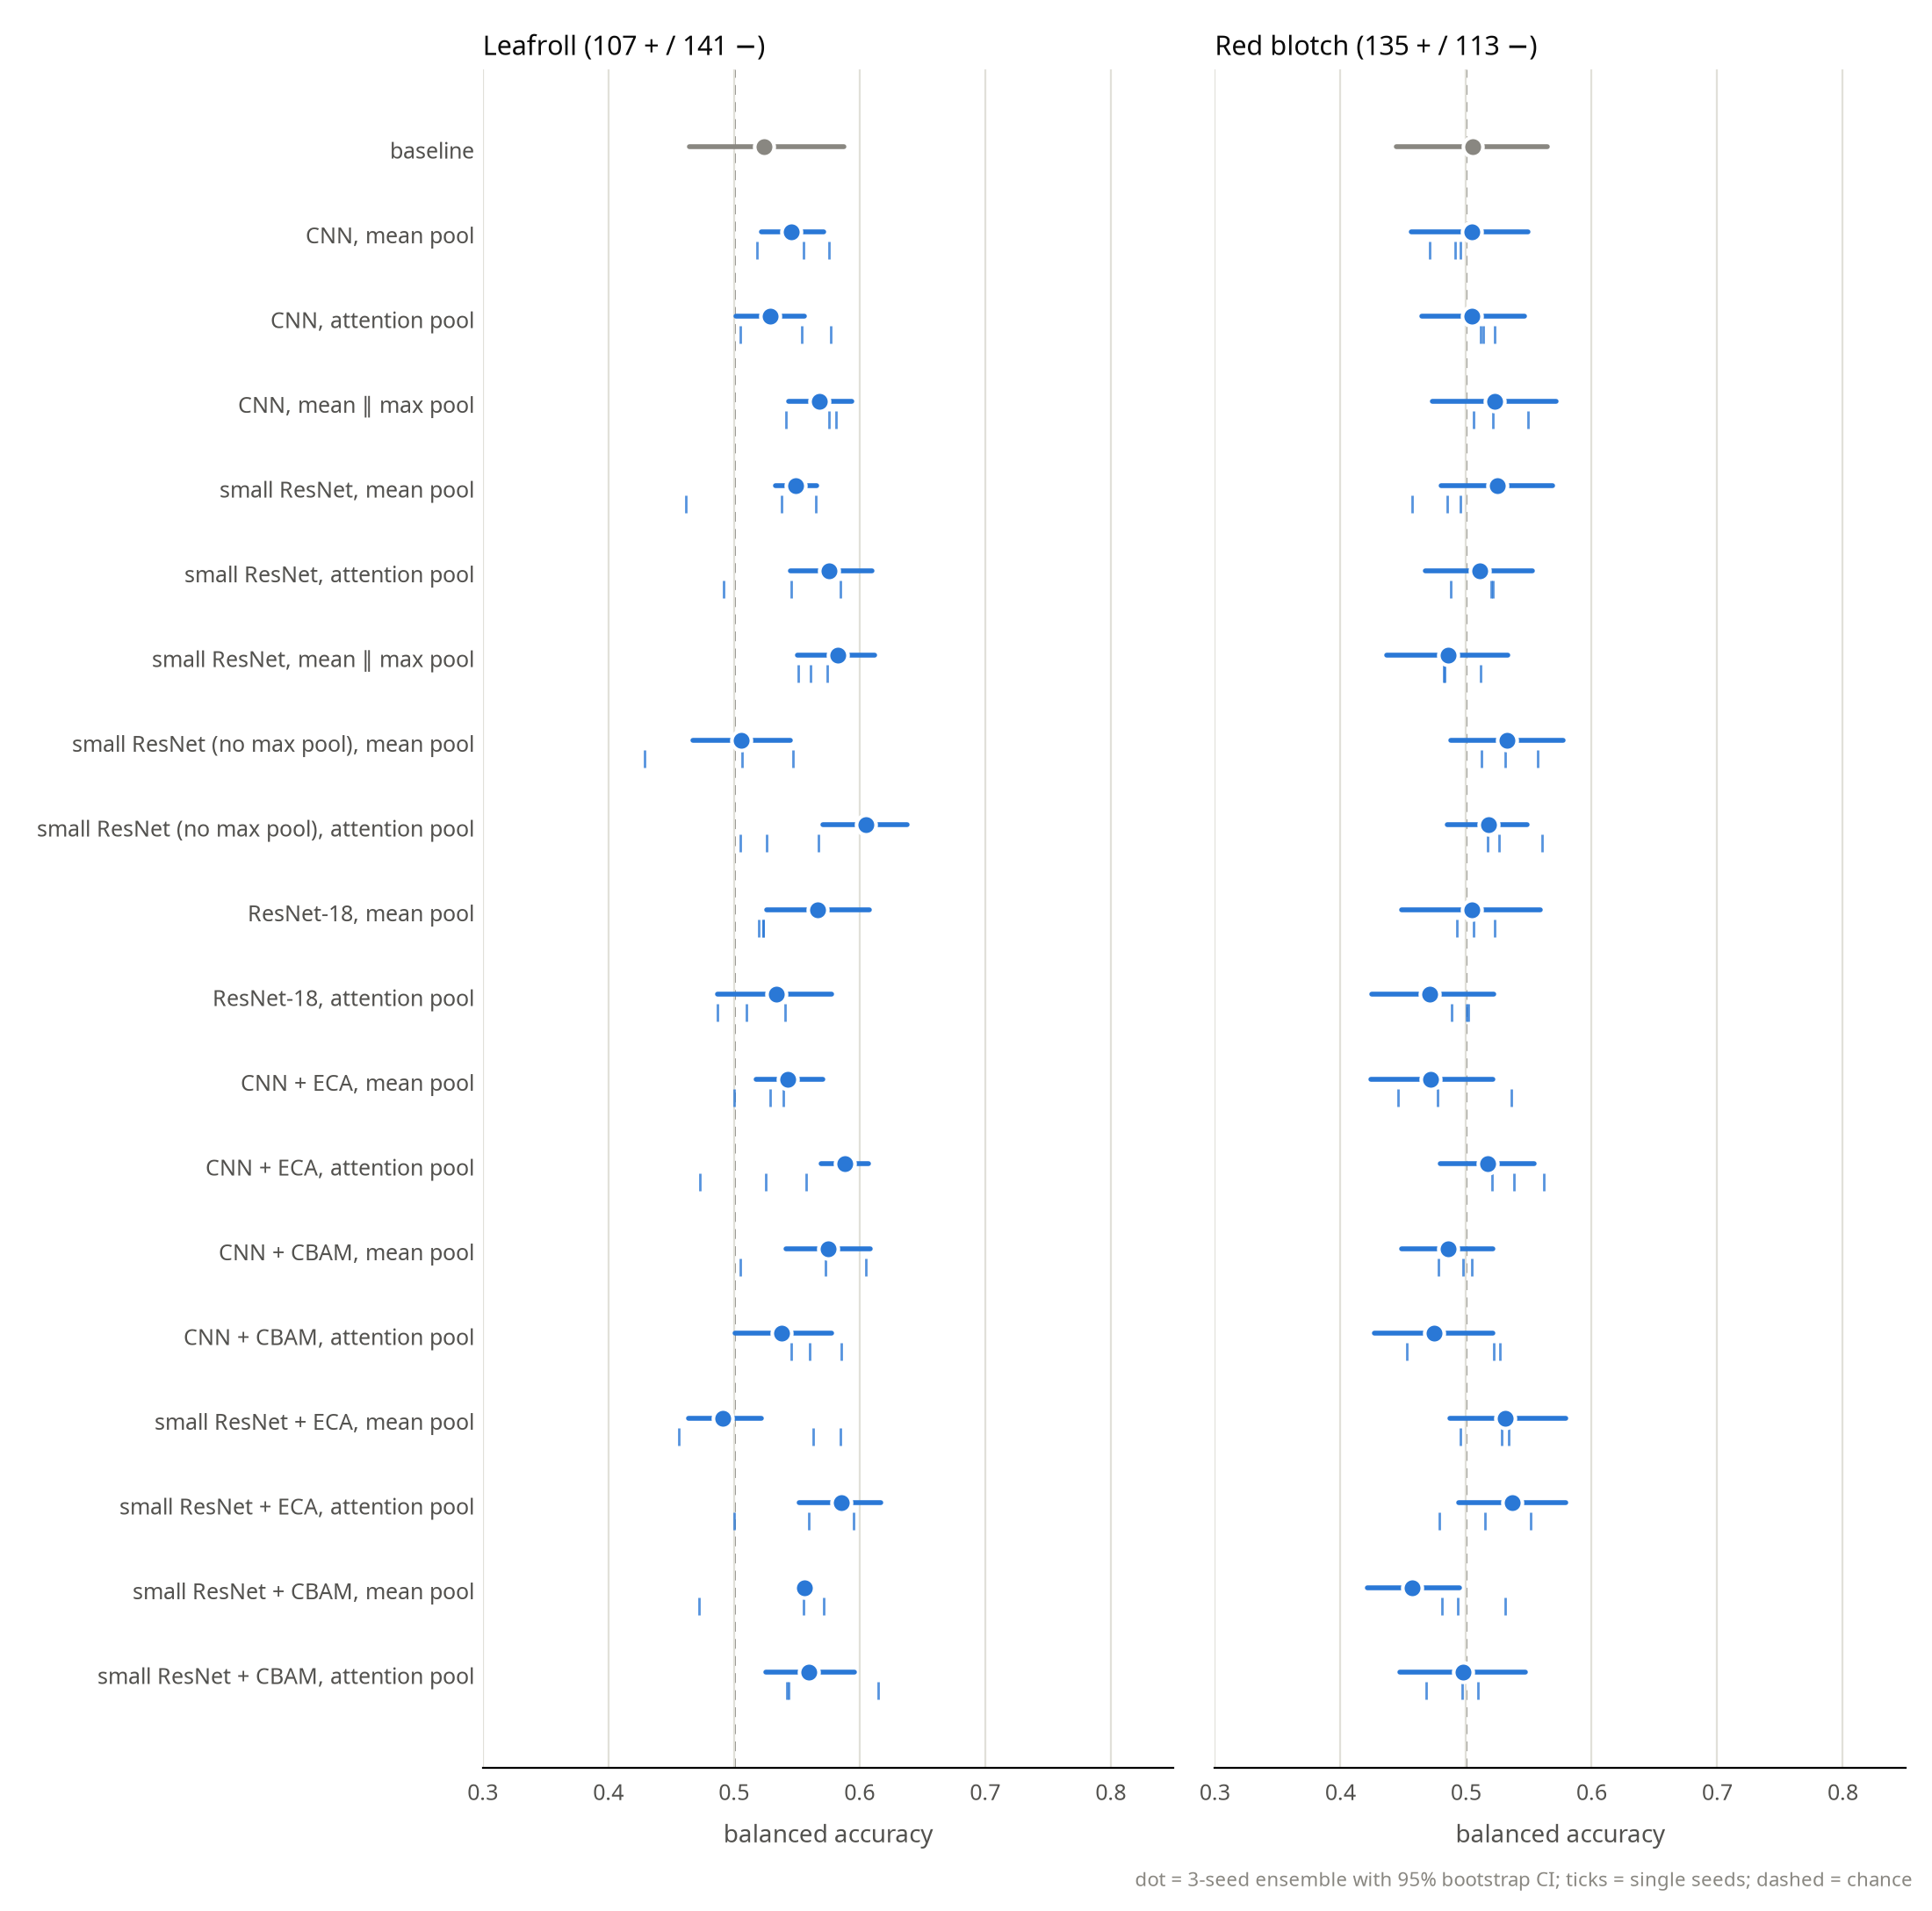 Leafroll (107 + / 141 −)
Red blotch (135 + / 113 −)
baseline
CNN, mean pool
CNN, attention pool
CNN, mean ∥ max pool
small ResNet, mean pool
small ResNet, attention pool
small ResNet, mean ∥ max pool
small ResNet (no max pool), mean pool
small ResNet (no max pool), attention pool
ResNet-18, mean pool
ResNet-18, attention pool
CNN + ECA, mean pool
CNN + ECA, attention pool
CNN + CBAM, mean pool
CNN + CBAM, attention pool
small ResNet + ECA, mean pool
small ResNet + ECA, attention pool
small ResNet + CBAM, mean pool
small ResNet + CBAM, attention pool
0.3 0.4 0.5 0.6 0.7 0.8
0.3 0.4 0.5 0.6 0.7 0.8
balanced accuracy
balanced accuracy
dot = 3-seed ensemble with 95% bootstrap CI; ticks = single seeds; dashed = chance